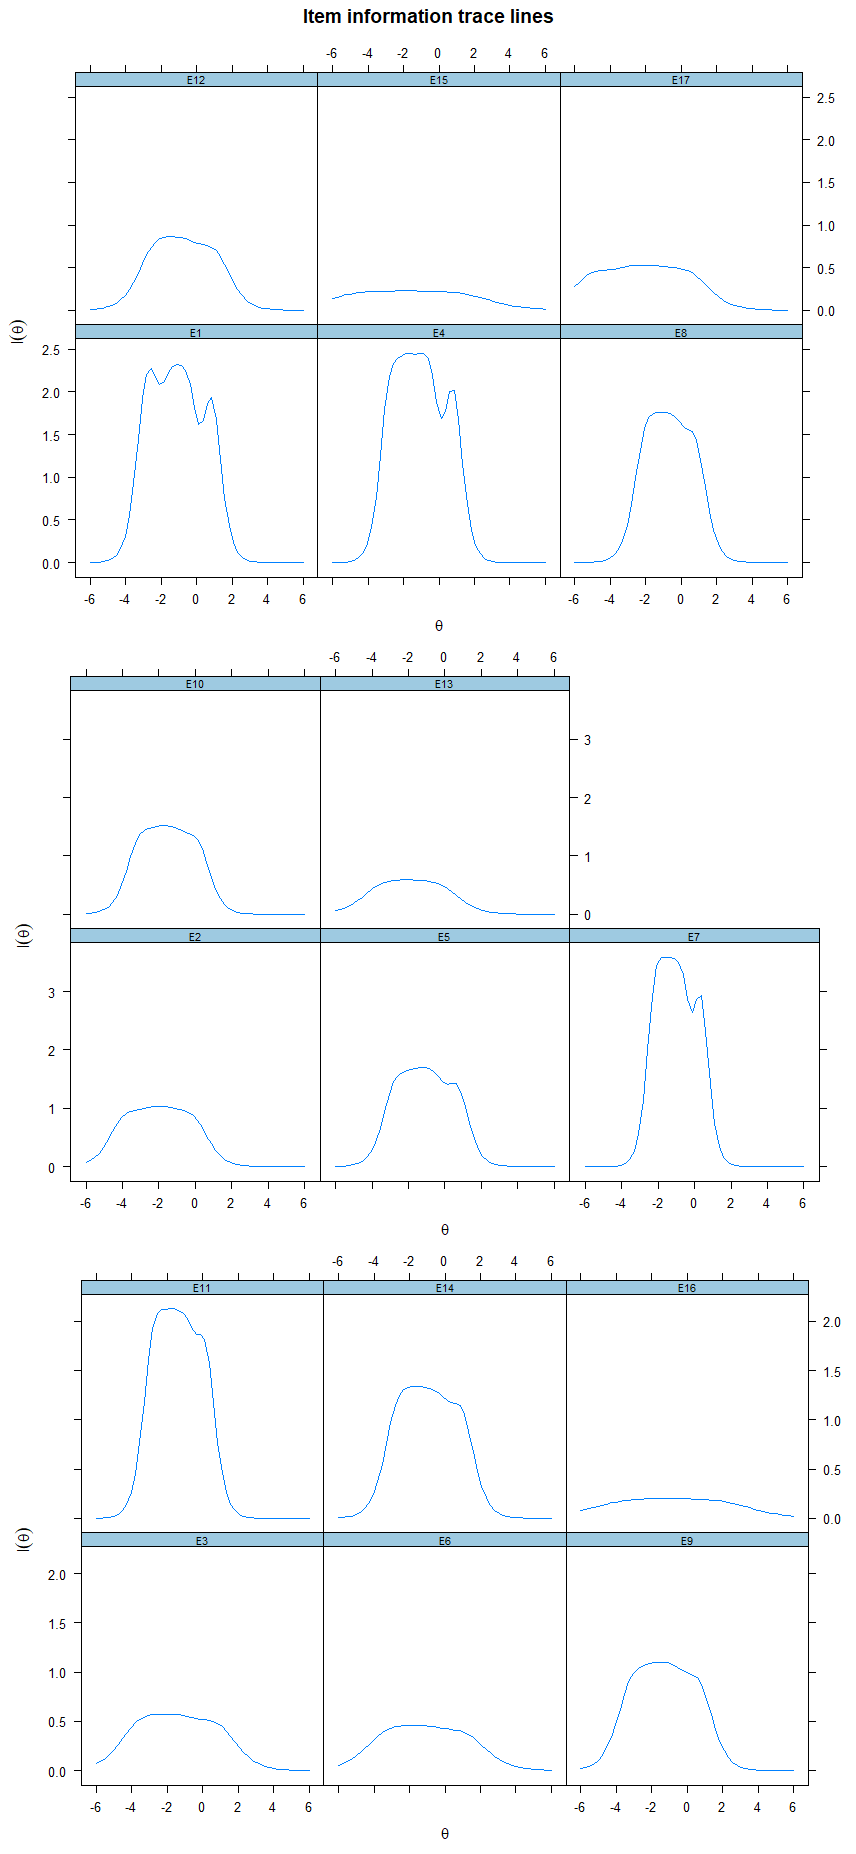 Item information trace lines
-6 -4 -2 0 2 4 6
E12 E15 E17
2.5
2.0
1.5
1.0
0.5
0.0
I(θ)
E1 E4 E8
2.5
2.0
1.5
1.0
0.5
0.0
-6 -4 -2 0 2 4 6 -6 -4 -2 0 2 4 6
θ
-6 -4 -2 0 2 4 6
E10 E13
3
2
1
0
I(θ)
E2 E5 E7
3
2
1
0
-6 -4 -2 0 2 4 6 -6 -4 -2 0 2 4 6
θ
-6 -4 -2 0 2 4 6
E11 E14 E16
2.0
1.5
1.0
0.5
0.0
I(θ)
E3 E6 E9
2.0
1.5
1.0
0.5
0.0
-6 -4 -2 0 2 4 6 -6 -4 -2 0 2 4 6
θ